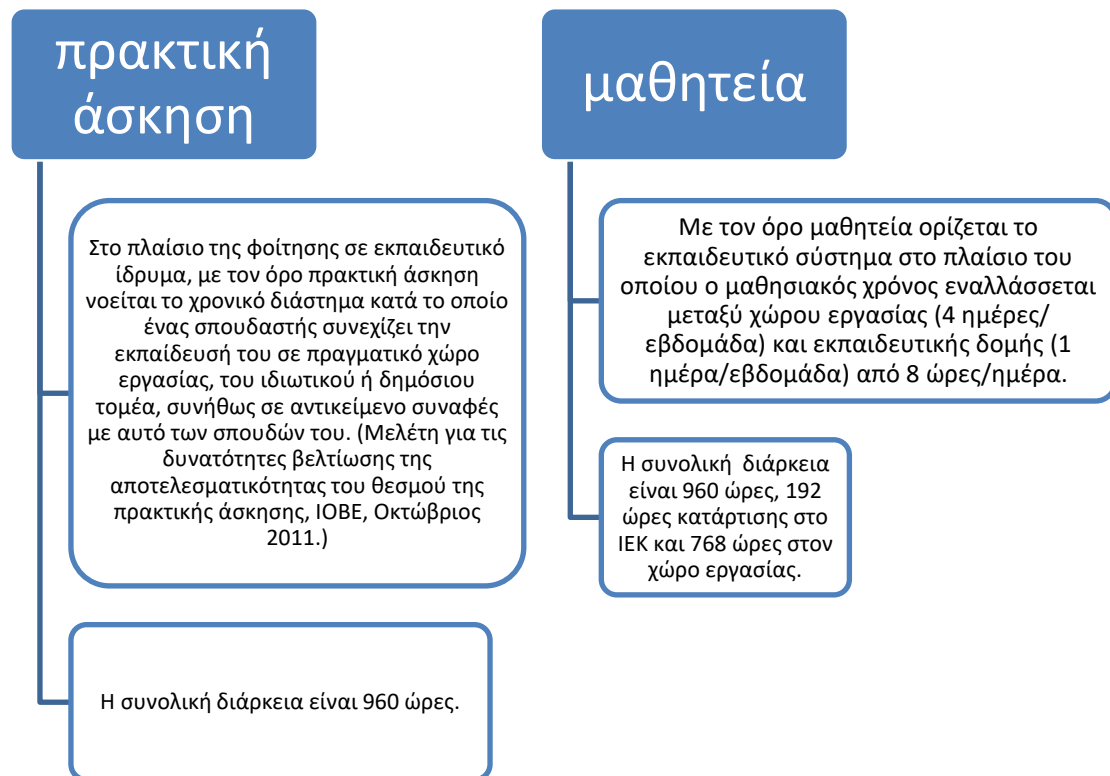 πρακτική
άσκηση
Στο πλαίσιο της φοίτησης σε εκπαιδευτικό
ίδρυμα, με τον όρο πρακτική άσκηση
νοείται το χρονικό διάστημα κατά το οποίο
ένας σπουδαστής συνεχίζει την
εκπαίδευσή του σε πραγματικό χώρο
εργασίας, του ιδιωτικού ή δημόσιου
τομέα, συνήθως σε αντικείμενο συναφές
με αυτό των σπουδών του. (Μελέτη για τις
δυνατότητες βελτίωσης της
αποτελεσματικότητας του θεσμού της
πρακτικής άσκησης, ΙΟΒΕ, Οκτώβριος
2011.)
Η συνολική διάρκεια είναι 960 ώρες.
μαθητεία
Με τον όρο μαθητεία ορίζεται το
εκπαιδευτικό σύστημα στο πλαίσιο του
οποίου ο μαθησιακός χρόνος εναλλάσσεται
μεταξύ χώρου εργασίας (4 ημέρες/
εβδομάδα) και εκπαιδευτικής δομής (1
ημέρα/εβδομάδα) από 8 ώρες/ημέρα.
Η συνολική διάρκεια
είναι 960 ώρες, 192
ώρες κατάρτισης στο
ΙΕΚ και 768 ώρες στον
χώρο εργασίας.